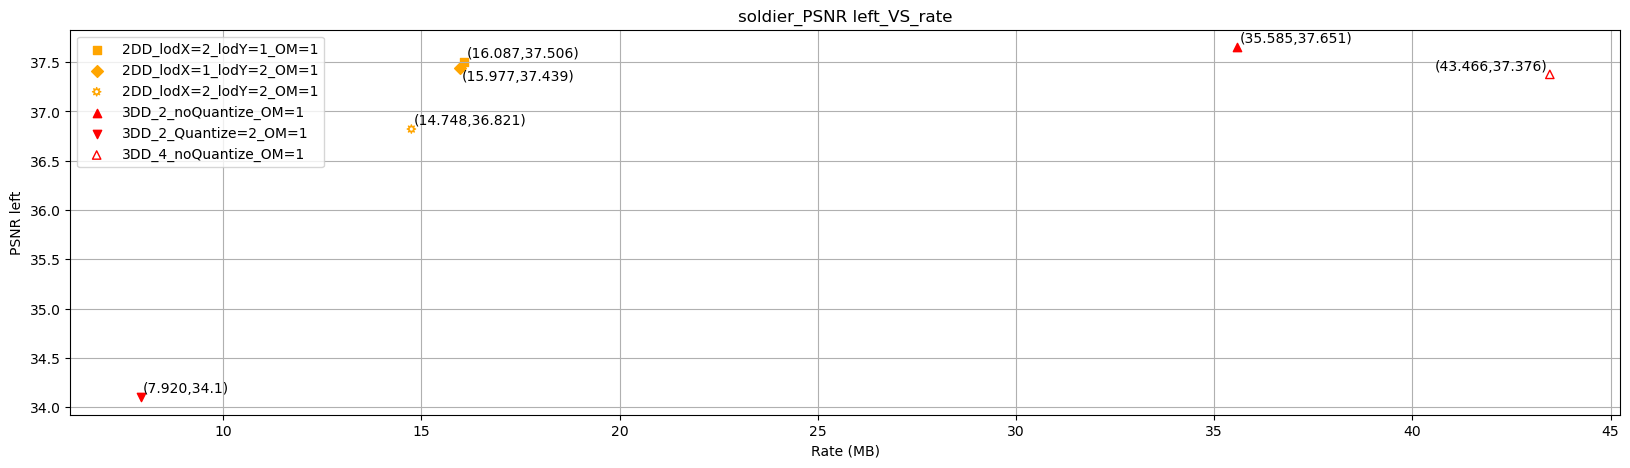 soldier_PSNR left_VS_rate
2DD_lodX=2_lodY=1_OM=1
2DD_lodX=1_lodY=2_OM=1
2DD_lodX=2_lodY=2_OM=1
3DD_2_noQuantize_OM=1
3DD_2_Quantize=2_OM=1
3DD_4_noQuantize_OM=1
(16.087,37.506)
(15.977,37.439)
(14.748,36.821)
(35.585,37.651)
(43.466,37.376)
(7.920,34.1)
PSNR left
37.5
37.0
36.5
36.0
35.5
35.0
34.5
34.0
10
15
20
25
30
35
40
45
Rate (MB)